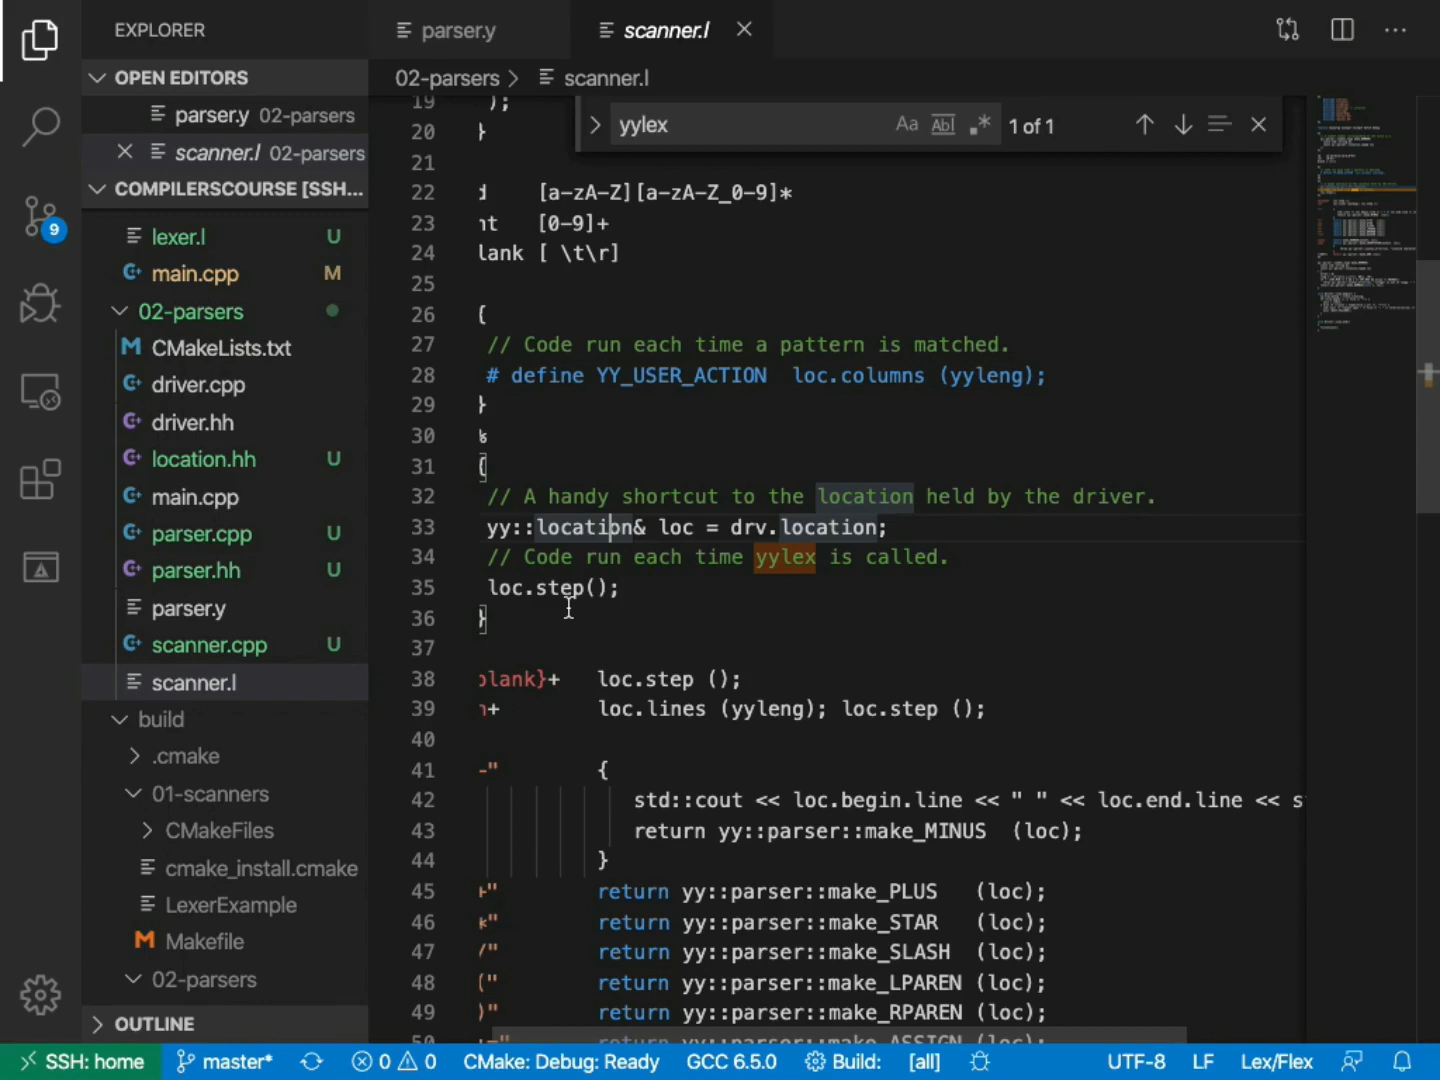 EXPLORER
OPEN EDITORS
parser.y 02-parsers
scanner.l 02-parsers
COMPILERSCOURSE [SSH...
lexer.l U
main.cpp M
02-parsers
CMakeLists.txt
driver.cpp
driver.hh
location.hh U
main.cpp
parser.cpp U
parser.hh U
parser.y
scanner.cpp U
scanner.l
build
.cmake
01-scanners
CMakeFiles
cmake_install.cmake
LexerExample
Makefile
02-parsers
OUTLINE
9
parser.y
scanner.l
02-parsers > scanner.l
yylex Aa Abl .* 1 of 1
19 );
20 }
21
22 d [a-zA-Z][a-zA-Z_0-9]*
23 nt [0-9]+
24 lank [ \t\r]
25
26 {
27 // Code run each time a pattern is matched.
28 # define YY_USER_ACTION loc.columns (yyleng);
29 }
30 %
31 {
32 // A handy shortcut to the location held by the driver.
33 yy::location& loc = drv.location;
34 // Code run each time yylex is called.
35 loc.step();
36 }
37
38 blank}+ loc.step ();
39 n+ loc.lines (yyleng); loc.step ();
40
41 -" {
42 std::cout << loc.begin.line << " " << loc.end.line << s
43 return yy::parser::make_MINUS (loc);
44 }
45 +" return yy::parser::make_PLUS (loc);
46 *" return yy::parser::make_STAR (loc);
47 /" return yy::parser::make_SLASH (loc);
48 (" return yy::parser::make_LPAREN (loc);
49 )" return yy::parser::make_RPAREN (loc);
50 =" return yy::parser::make_ASSIGN (loc);
SSH: home master* 0 0 CMake: Debug: Ready GCC 6.5.0 Build: [all] UTF-8 LF Lex/Flex